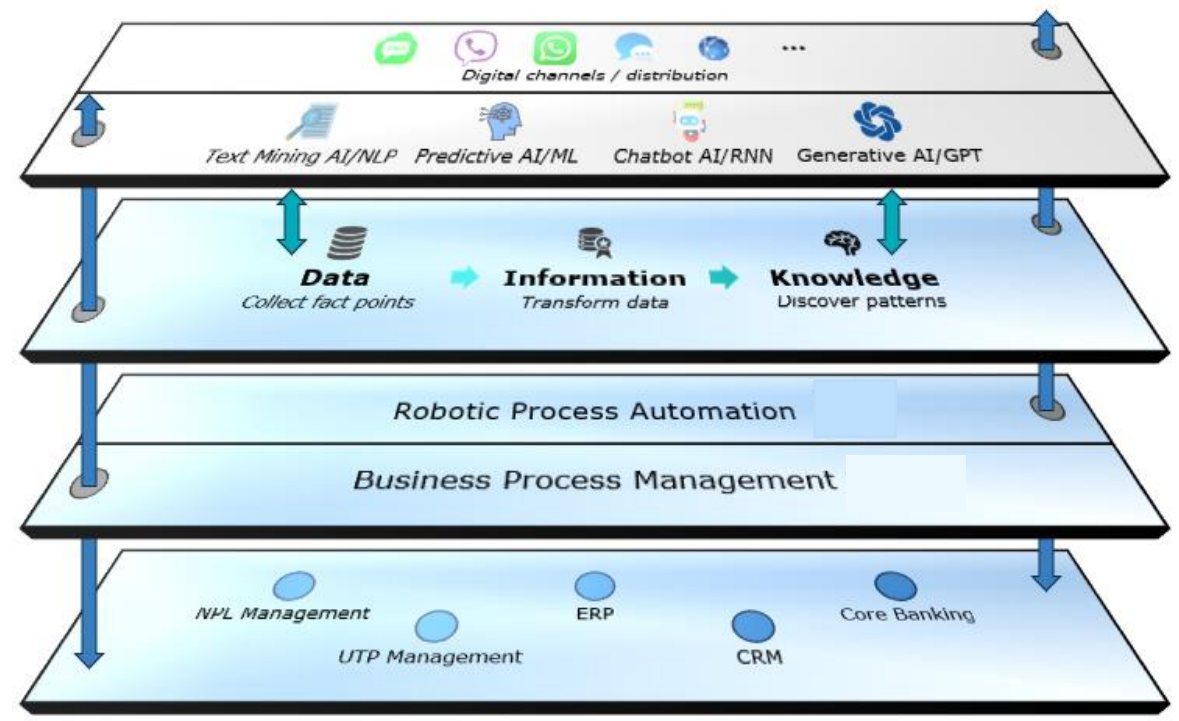 ...
Digital channels / distribution
Text Mining AI/NLP Predictive AI/ML Chatbot AI/RNN Generative AI/GPT
Data Information Knowledge
Collect fact points Transform data Discover patterns
Robotic Process Automation
Business Process Management
NPL Management ERP Core Banking
UTP Management CRM